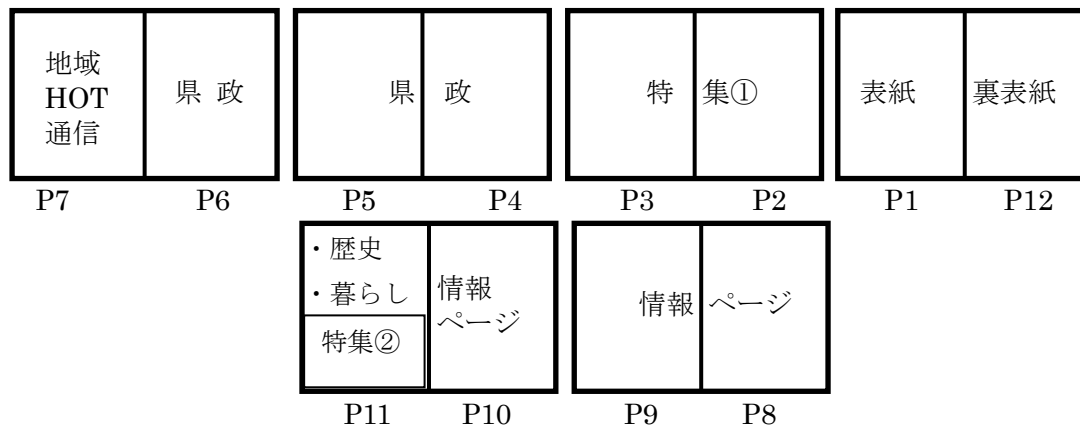 地域
HOT
通信
県 政
県 政
特 集①
表紙
裏表紙
P7 P6 P5 P4 P3 P2 P1 P12
・歴史
・暮らし
特集②
情報
ページ
情報 ページ
P11 P10 P9 P8